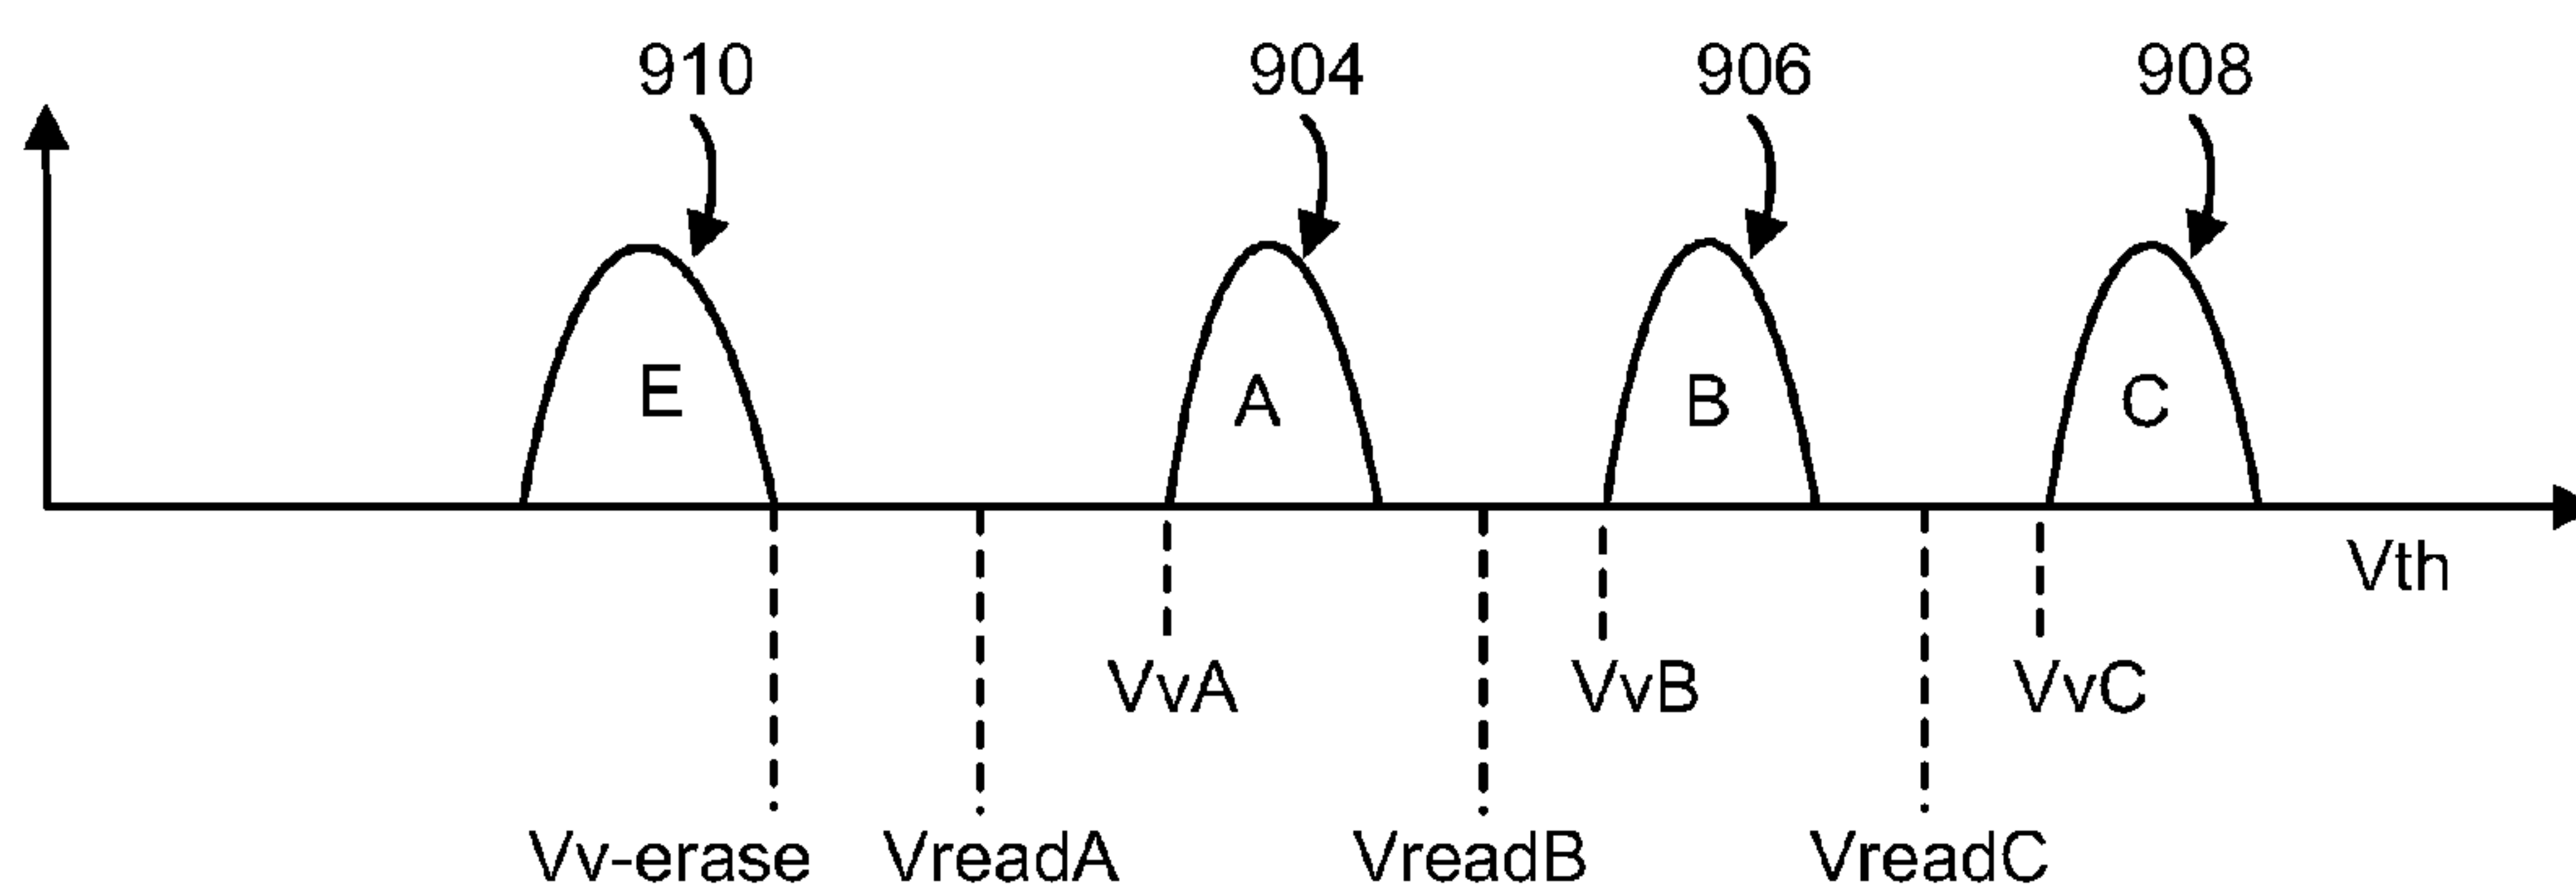 910 904 906 908
E A B C
Vth
VvA VvB VvC
Vv-erase VreadA VreadB VreadC